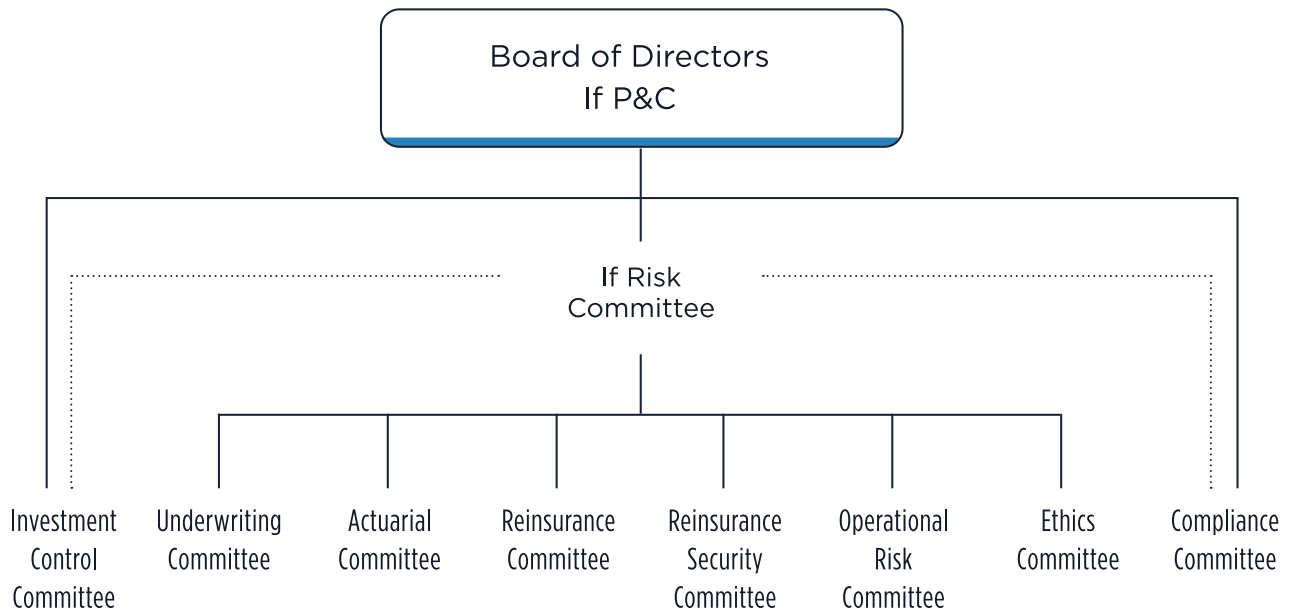 Board of Directors
If P&C
If Risk
Committee
Investment
Control
Committee
Underwriting
Committee
Actuarial
Committee
Reinsurance
Committee
Reinsurance
Security
Committee
Operational
Risk
Committee
Ethics
Committee
Compliance
Committee